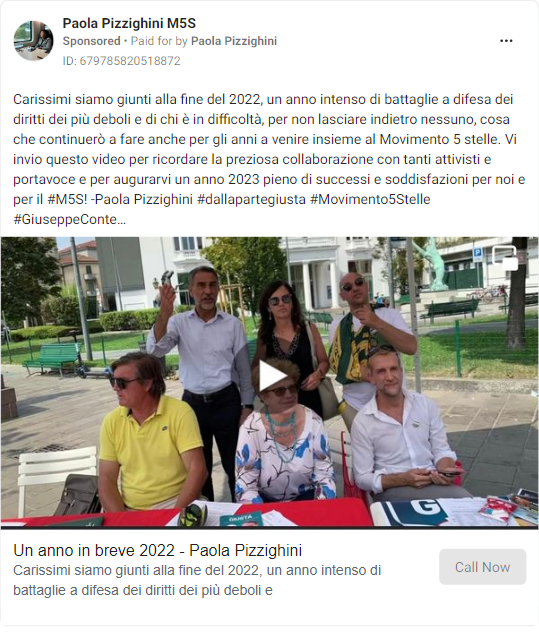 Paola Pizzighini M5S
Sponsored • Paid for by Paola Pizzighini
ID: 679785820518872
Carissimi siamo giunti alla fine del 2022, un anno intenso di battaglie a difesa dei
diritti dei più deboli e di chi è in difficoltà, per non lasciare indietro nessuno, cosa
che continuerò a fare anche per gli anni a venire insieme al Movimento 5 stelle. Vi
invio questo video per ricordare la preziosa collaborazione con tanti attivisti e
portavoce e per augurarvi un anno 2023 pieno di successi e soddisfazioni per noi e
per il #M5S! -Paola Pizzighini #dallapartegiusta #Movimento5Stelle
#GiuseppeConte…
GIUSTA
G
Un anno in breve 2022 - Paola Pizzighini
Carissimi siamo giunti alla fine del 2022, un anno intenso di
battaglie a difesa dei diritti dei più deboli e
Call Now